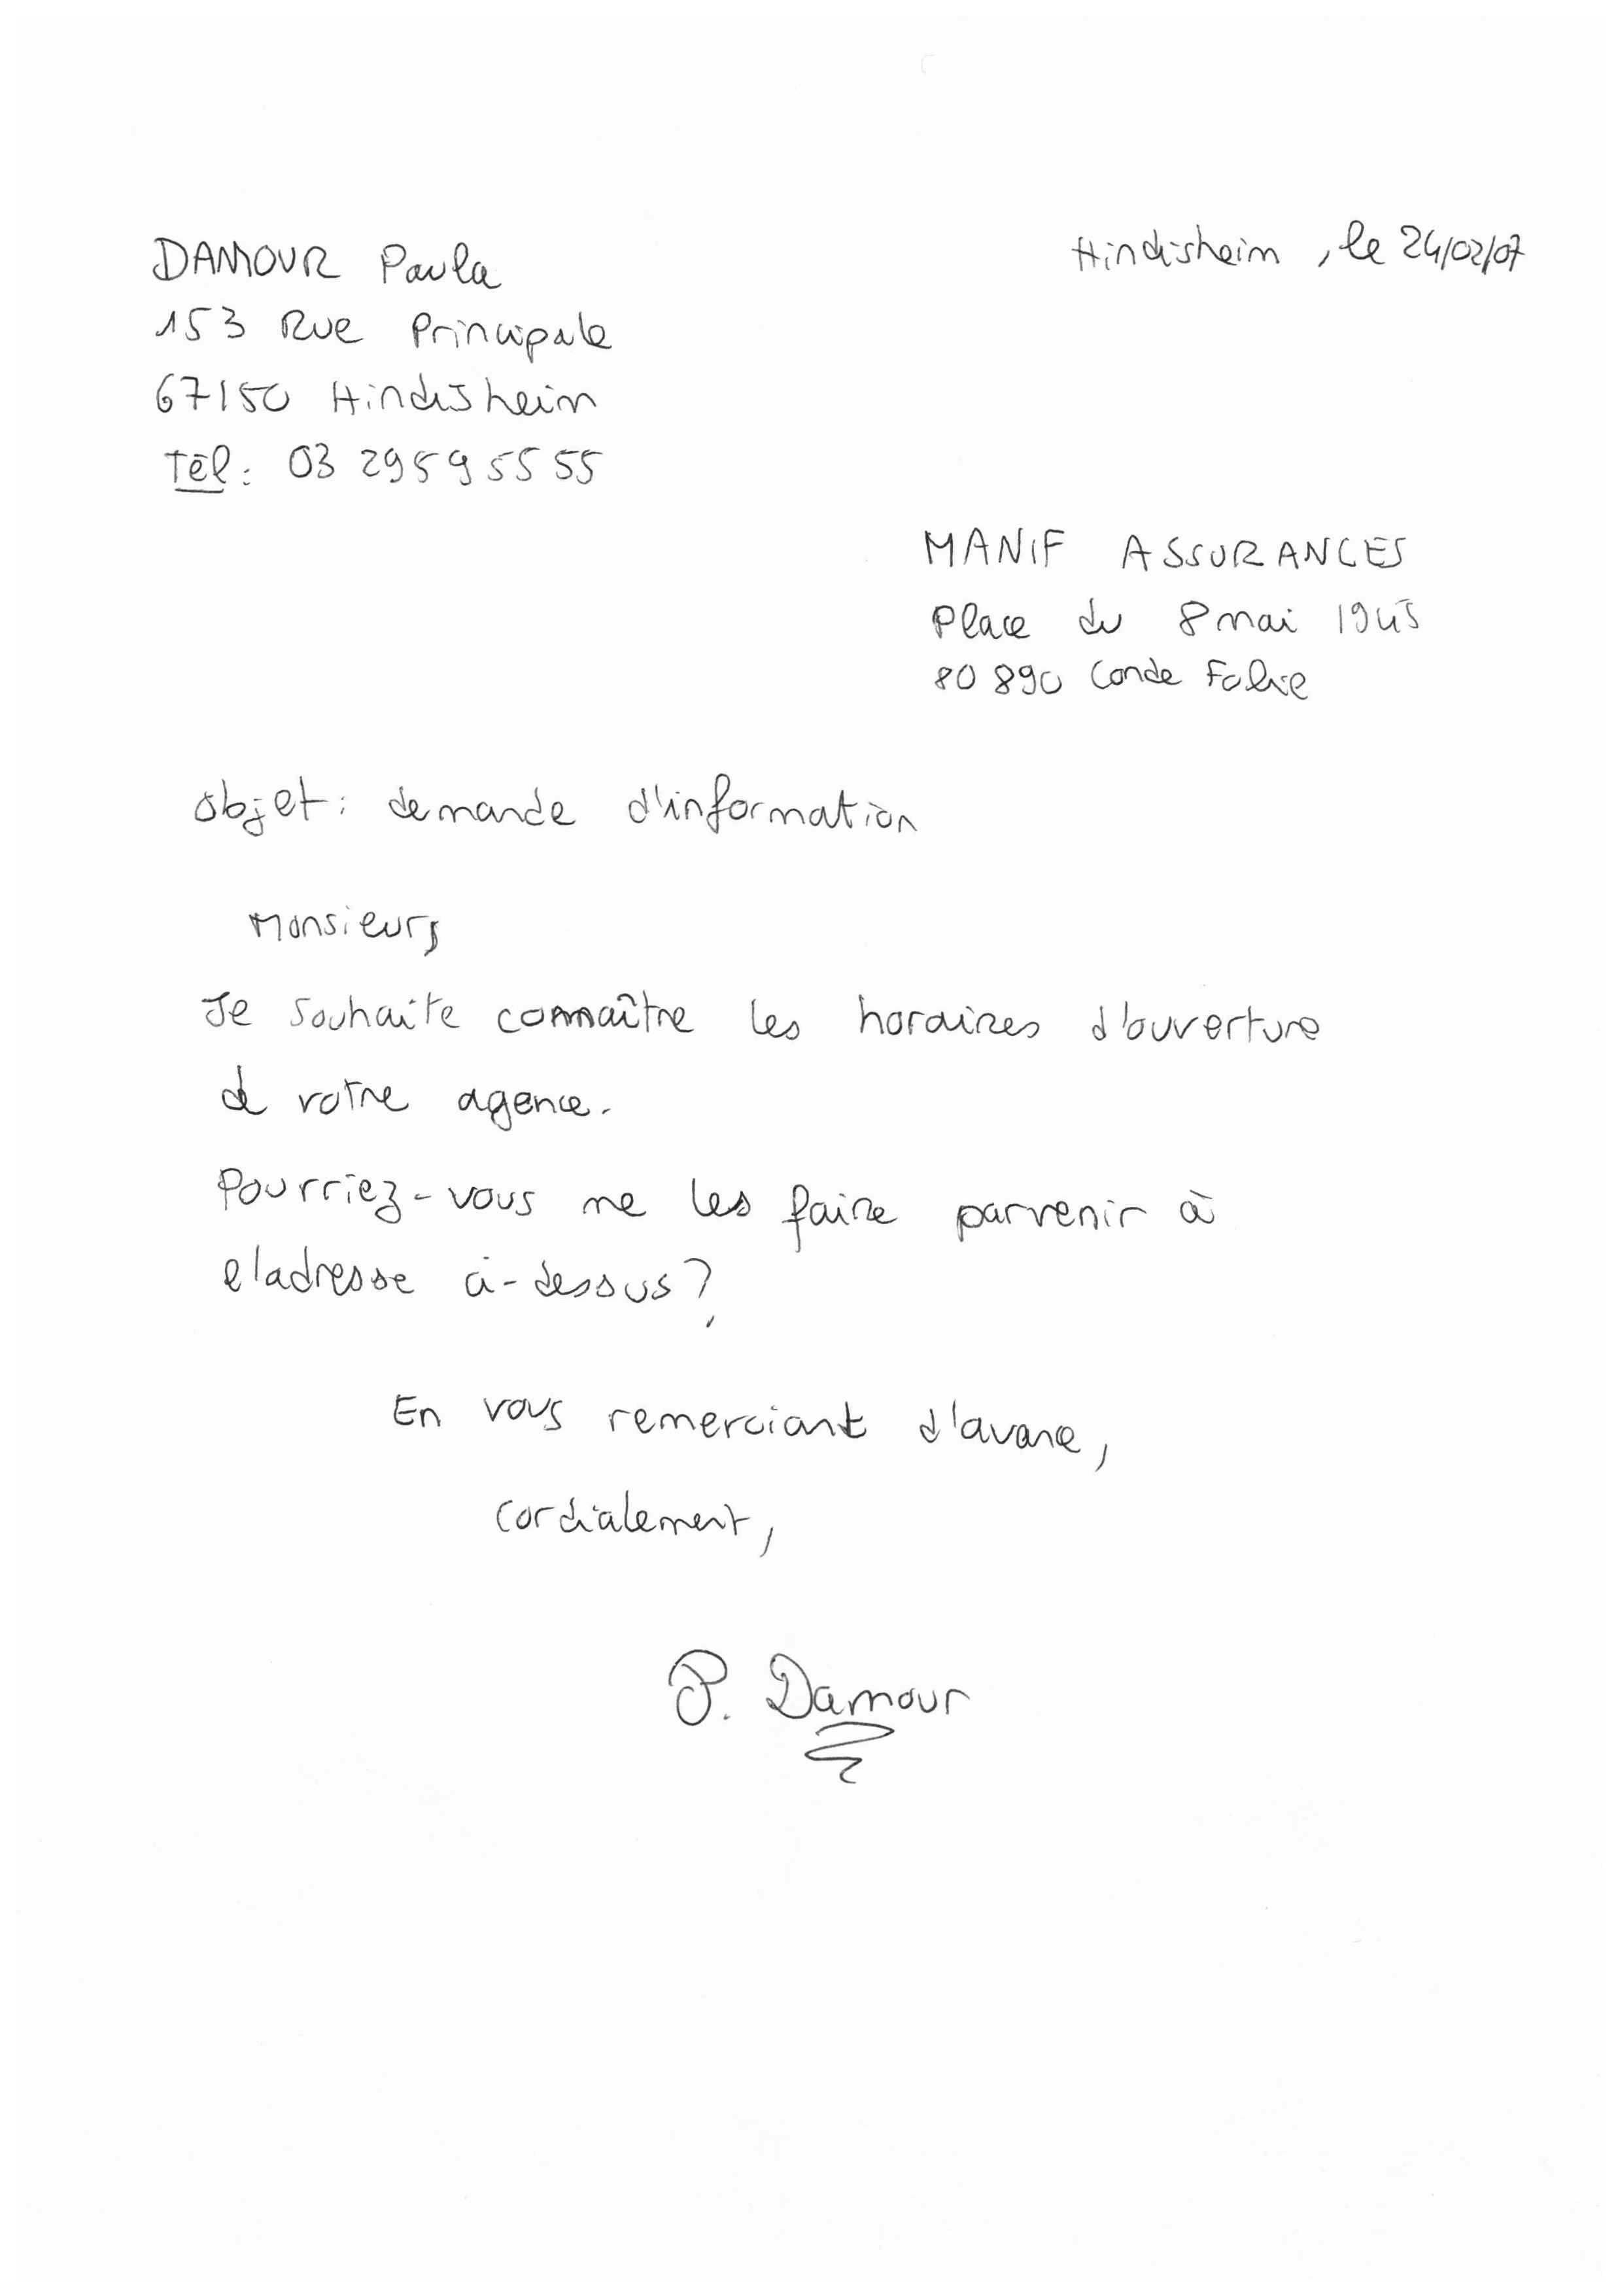 DAMOUR Paula
Hindisheim, le 24/02/07
153 Rue Principale
67150 Hindisheim
Tél: 03 29 59 55 55
MANIF ASSURANCES
Place du 8 mai 1945
80 890 Conde Folie
Objet: demande d'information
Monsieur,
Je souhaite connaître les horaires d'ouverture
de votre agence.
Pourriez-vous me les faire parvenir à
l'adresse ci-dessus?
En vous remerciant d'avance,
Cordialement,
P. Damour